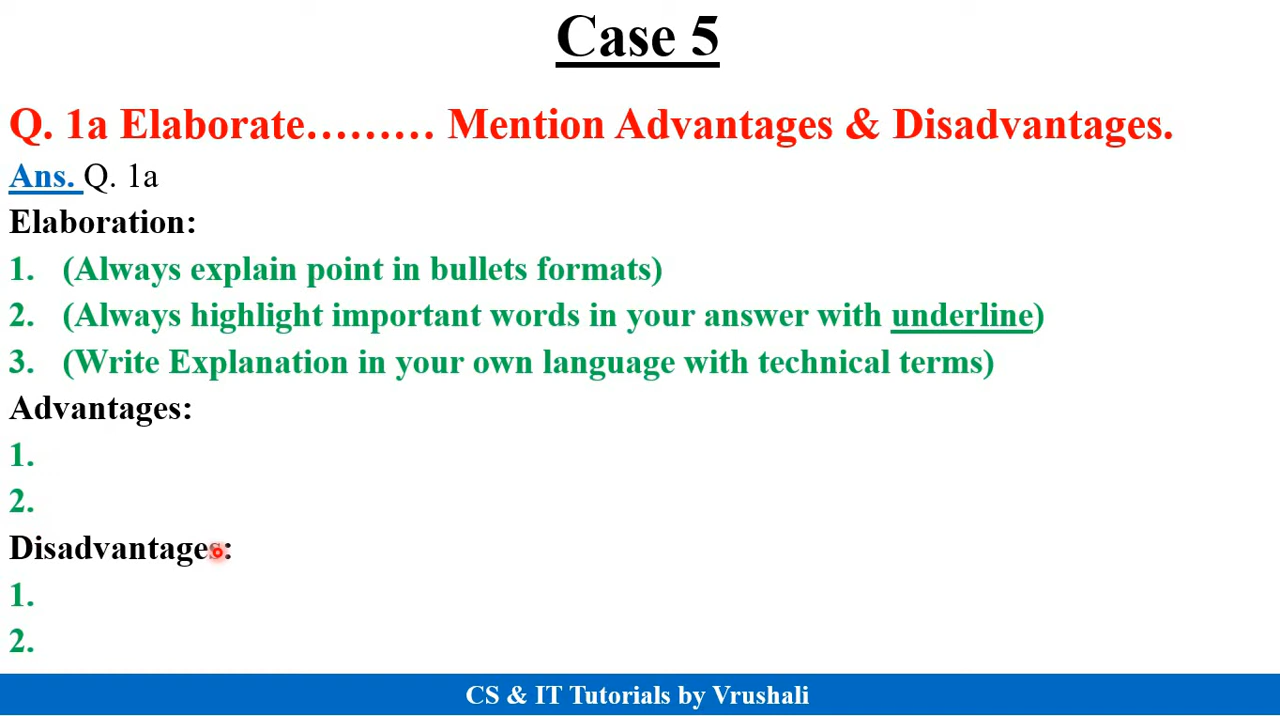 Case 5
Q. 1a Elaborate……… Mention Advantages & Disadvantages.
Ans. Q. 1a
Elaboration:
1. (Always explain point in bullets formats)
2. (Always highlight important words in your answer with underline)
3. (Write Explanation in your own language with technical terms)
Advantages:
1.
2.
Disadvantages:
1.
2.
CS & IT Tutorials by Vrushali